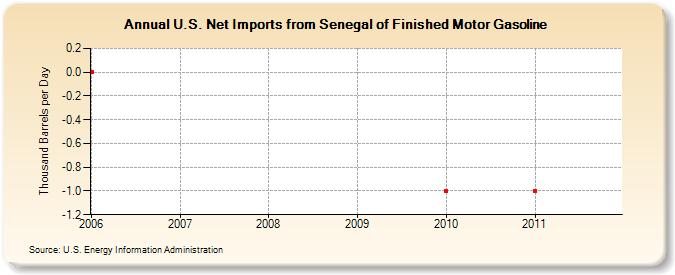 Annual U.S. Net Imports from Senegal of Finished Motor Gasoline
Thousand Barrels per Day
0.2
0.0
-0.2
-0.4
-0.6
-0.8
-1.0
-1.2
2006 2007 2008 2009 2010 2011
Source: U.S. Energy Information Administration